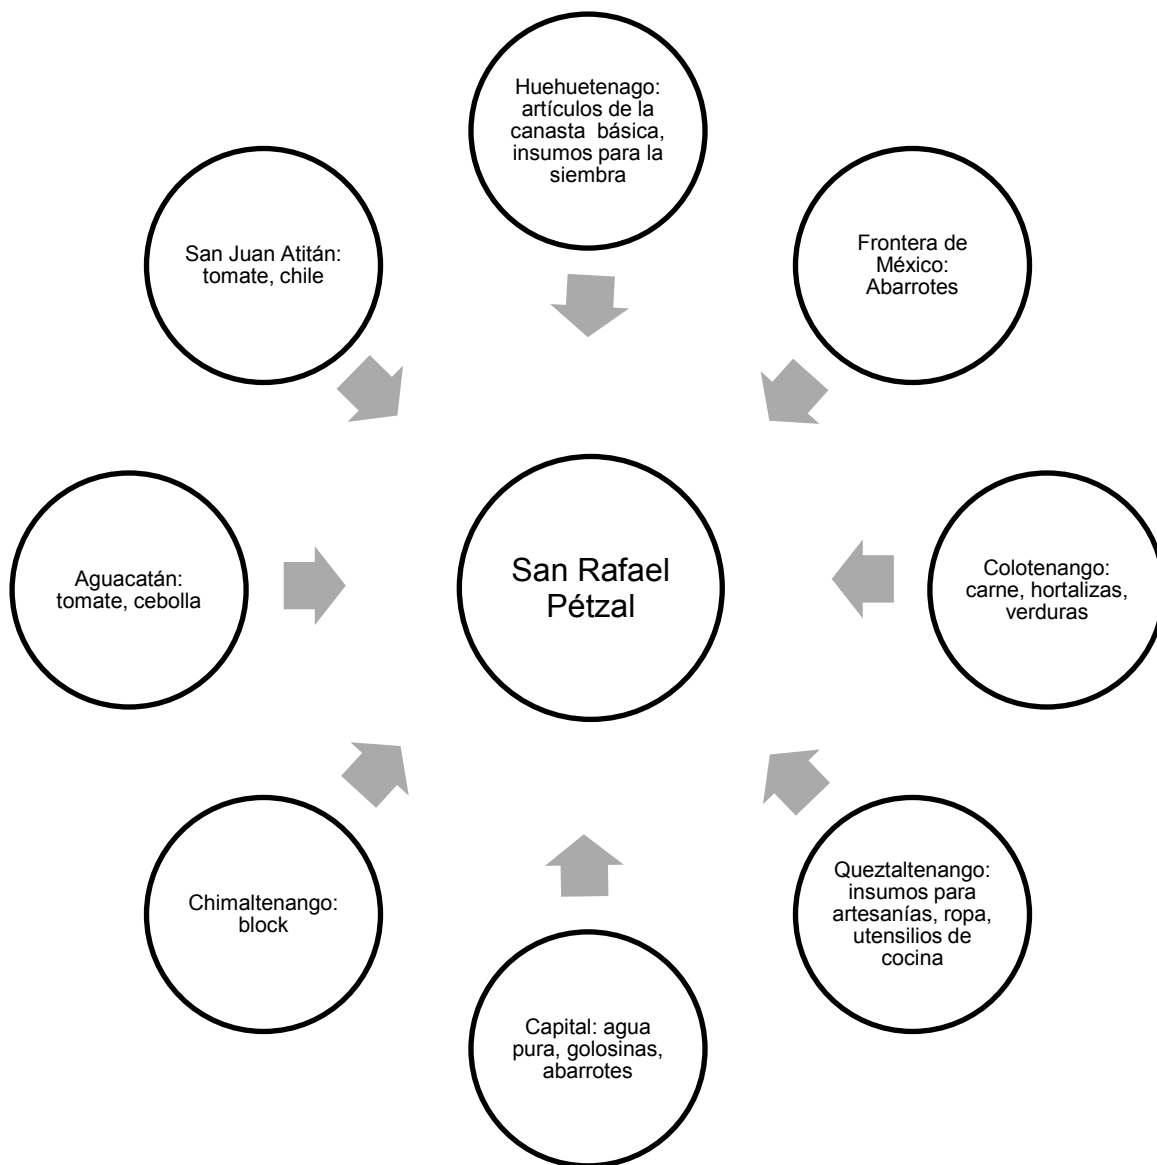 Huehuetenago:
artículos de la
canasta básica,
insumos para la
siembra
San Juan Atitán:
tomate, chile
Frontera de
México:
Abarrotes
Aguacatán:
tomate, cebolla
San Rafael
Pétzal
Colotenango:
carne, hortalizas,
verduras
Chimaltenango:
block
Queztaltenango:
insumos para
artesanías, ropa,
utensilios de
cocina
Capital: agua
pura, golosinas,
abarrotes